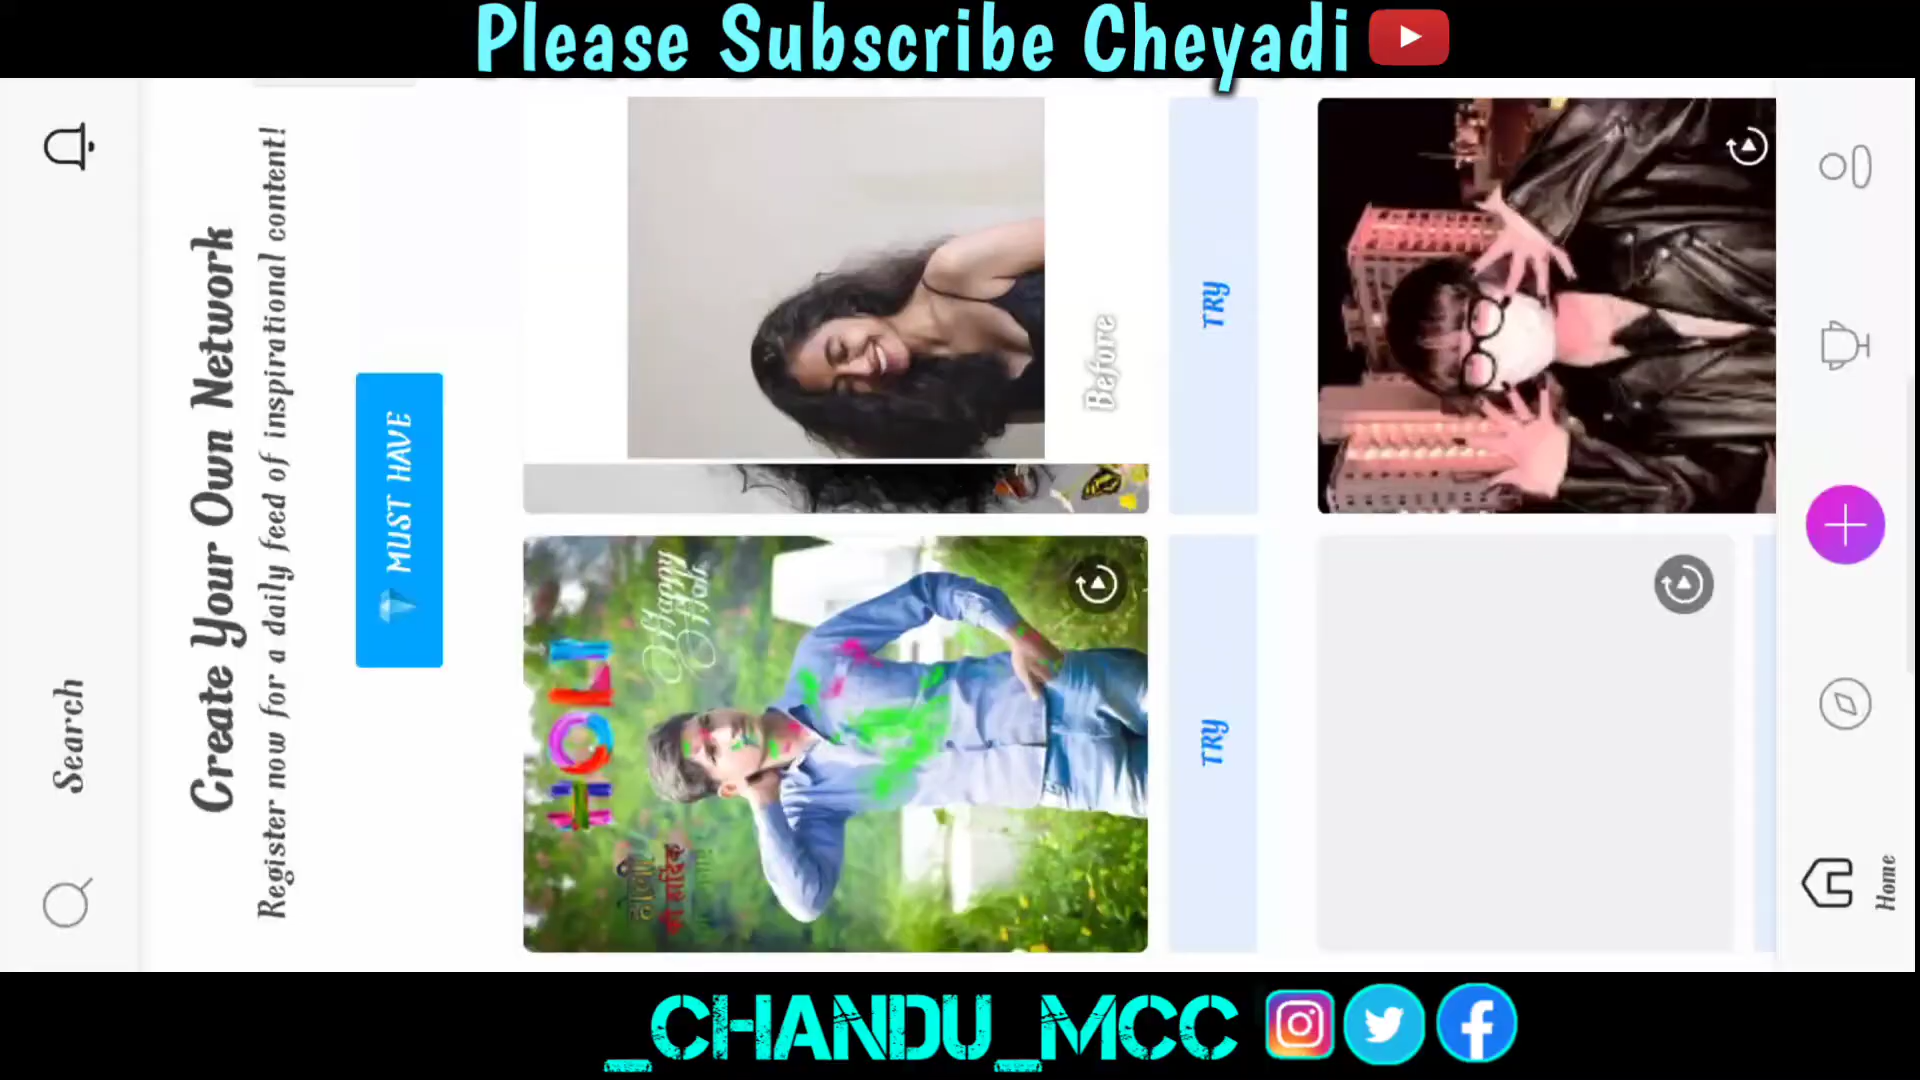 Please Subscribe Cheyadi
Search
Create Your Own Network
Register now for a daily feed of inspirational content!
💎 MUST HAVE
HOLI
Happy
Holi
होली
की हार्दिक
Before
TRY
TRY
Home
_CHANDU_MCC